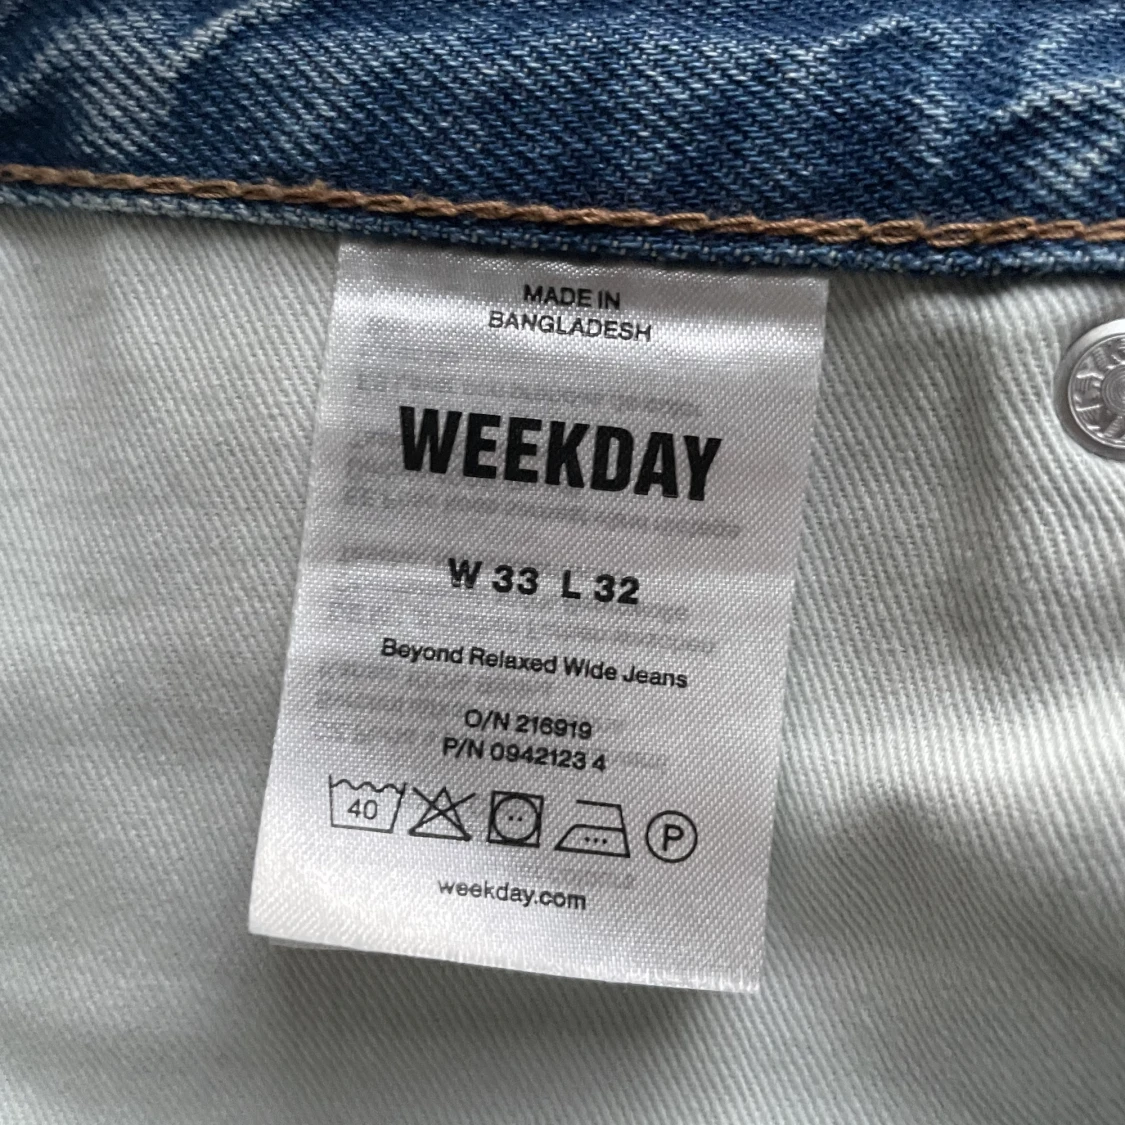 MADE IN
BANGLADESH
WEEKDAY
W 33 L 32
Beyond Relaxed Wide Jeans
O/N 216919
P/N 0942123 4
40
P
weekday.com